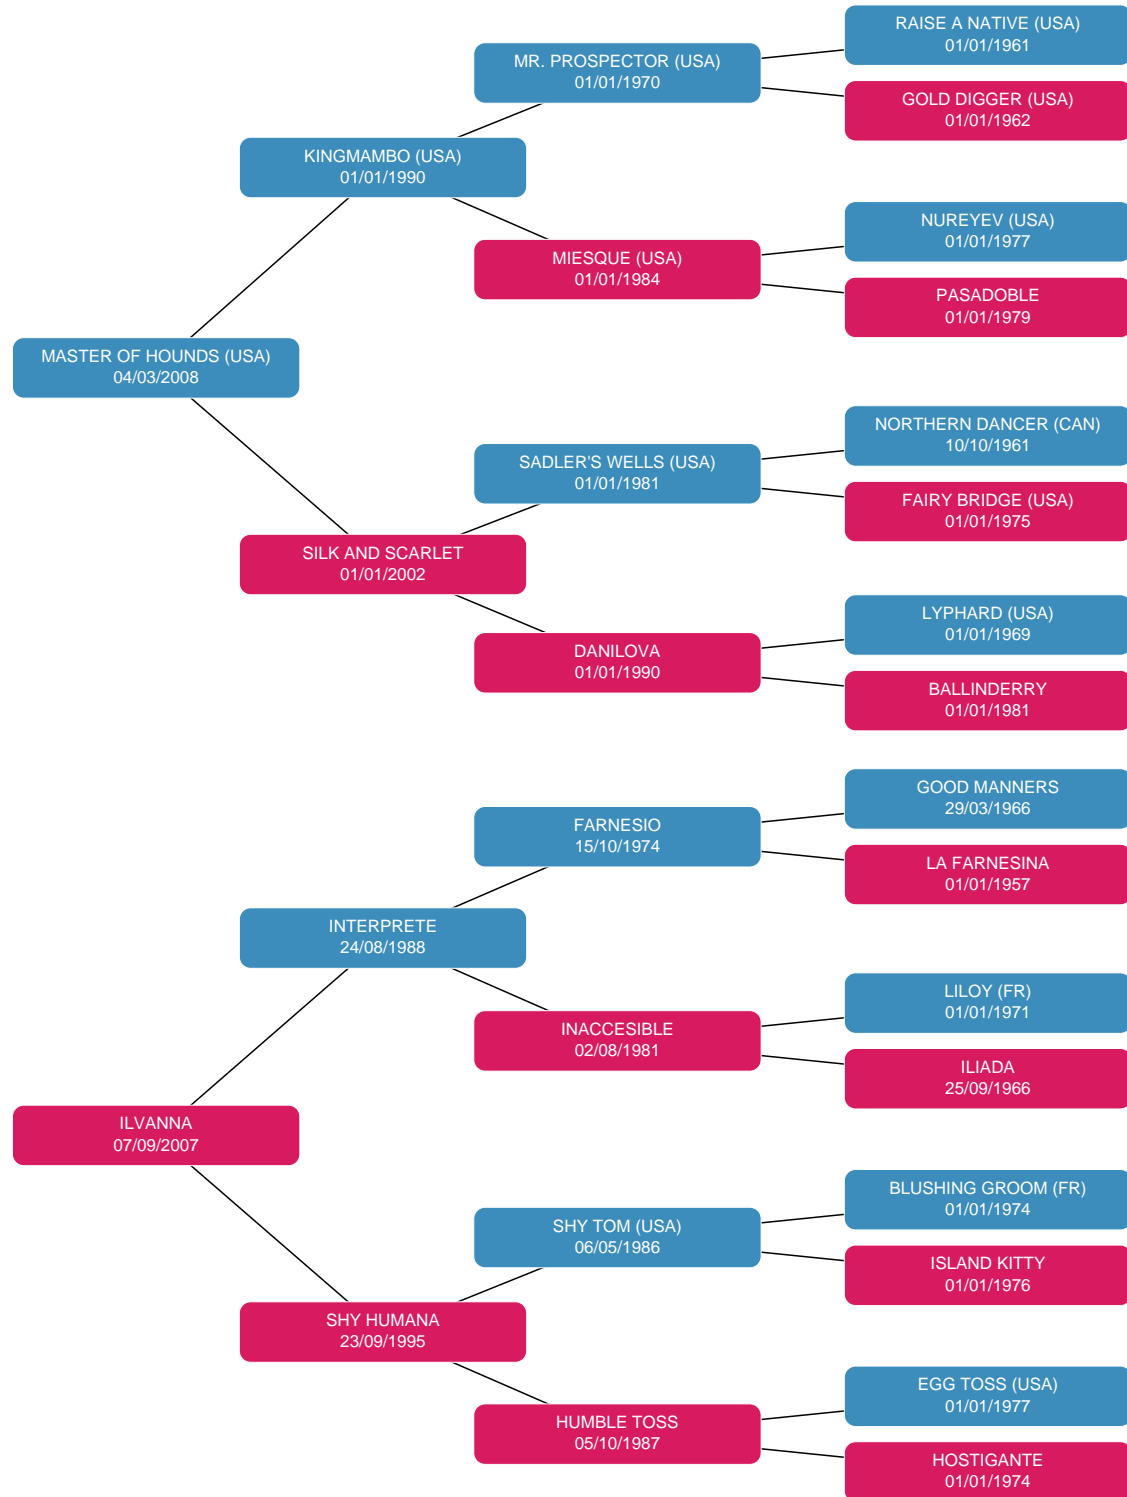 RAISE A NATIVE (USA)
01/01/1961
MR. PROSPECTOR (USA)
01/01/1970
GOLD DIGGER (USA)
01/01/1962
KINGMAMBO (USA)
01/01/1990
NUREYEV (USA)
01/01/1977
MIESQUE (USA)
01/01/1984
PASADOBLE
01/01/1979
MASTER OF HOUNDS (USA)
04/03/2008
NORTHERN DANCER (CAN)
10/10/1961
SADLER'S WELLS (USA)
01/01/1981
FAIRY BRIDGE (USA)
01/01/1975
SILK AND SCARLET
01/01/2002
LYPHARD (USA)
01/01/1969
DANILOVA
01/01/1990
BALLINDERRY
01/01/1981
GOOD MANNERS
29/03/1966
FARNESIO
15/10/1974
LA FARNESINA
01/01/1957
INTERPRETE
24/08/1988
LILOY (FR)
01/01/1971
INACCESIBLE
02/08/1981
ILIADA
25/09/1966
ILVANNA
07/09/2007
BLUSHING GROOM (FR)
01/01/1974
SHY TOM (USA)
06/05/1986
ISLAND KITTY
01/01/1976
SHY HUMANA
23/09/1995
EGG TOSS (USA)
01/01/1977
HUMBLE TOSS
05/10/1987
HOSTIGANTE
01/01/1974